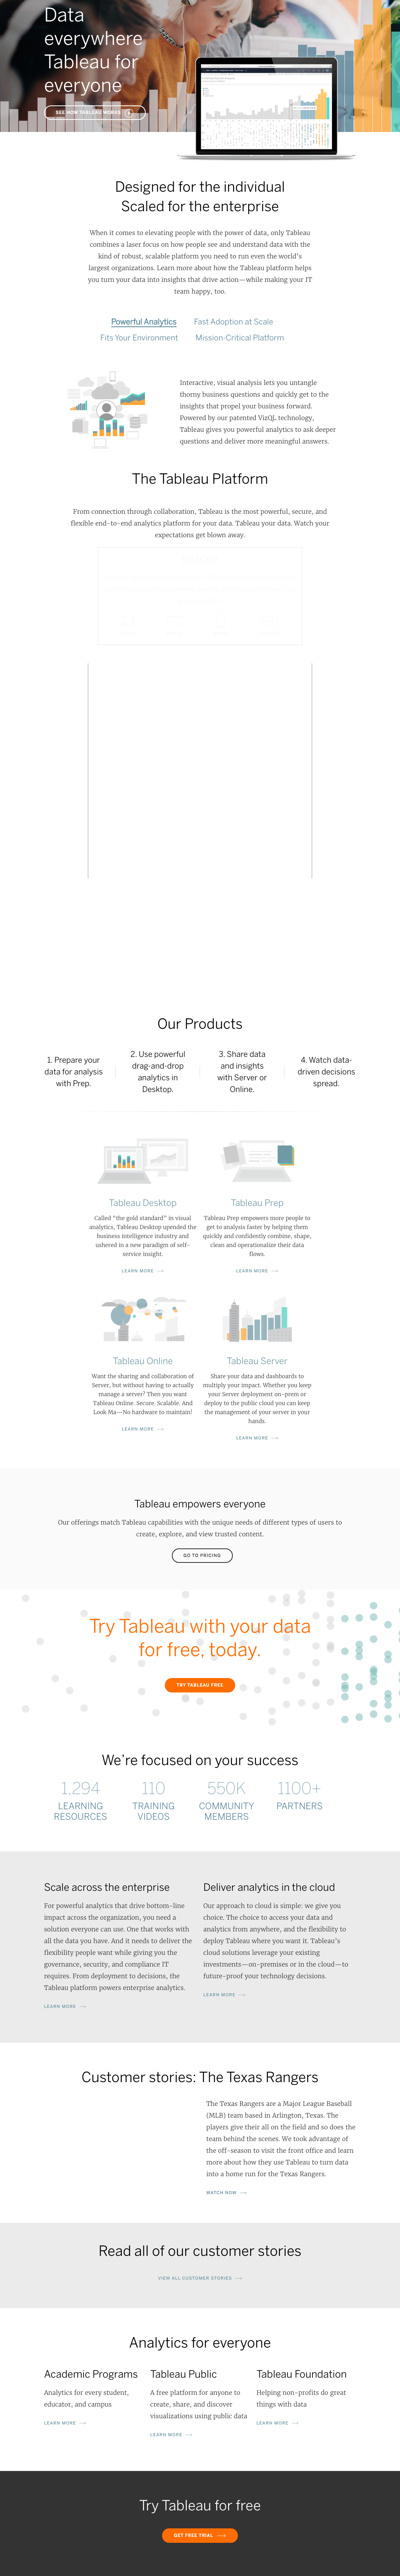 Data
everywhere
Tableau for
everyone
SEE HOW TABLEAU WORKS
Designed for the individual
Scaled for the enterprise
When it comes to elevating people with the power of data, only Tableau
combines a laser focus on how people see and understand data with the
kind of robust, scalable platform you need to run even the world's
largest organizations. Learn more about how the Tableau platform helps
you turn your data into insights that drive action—while making your IT
team happy, too.
Powerful Analytics Fast Adoption at Scale
Fits Your Environment Mission-Critical Platform
Interactive, visual analysis lets you untangle
thorny business questions and quickly get to the
insights that propel your business forward.
Powered by our patented VizQL technology,
Tableau gives you powerful analytics to ask deeper
questions and deliver more meaningful answers.
The Tableau Platform
From connection through collaboration, Tableau is the most powerful, secure, and
flexible end-to-end analytics platform for your data. Tableau your data. Watch your
expectations get blown away.
Our Products
1. Prepare your
data for analysis
with Prep.
2. Use powerful
drag-and-drop
analytics in
Desktop.
3. Share data
and insights
with Server or
Online.
4. Watch data-
driven decisions
spread.
Tableau Desktop
Called "the gold standard" in visual
analytics, Tableau Desktop upended the
business intelligence industry and
ushered in a new paradigm of self-
service insight.
LEARN MORE
Tableau Prep
Tableau Prep empowers more people to
get to analysis faster by helping them
quickly and confidently combine, shape,
clean and operationalize their data
flows.
LEARN MORE
Tableau Online
Want the sharing and collaboration of
Server, but without having to actually
manage a server? Then you want
Tableau Online. Secure. Scalable. And
Look Ma—No hardware to maintain!
LEARN MORE
Tableau Server
Share your data and dashboards to
multiply your impact. Whether you keep
your Server deployment on-prem or
deploy to the public cloud you can keep
the management of your server in your
hands.
LEARN MORE
Tableau empowers everyone
Our offerings match Tableau capabilities with the unique needs of different types of users to
create, explore, and view trusted content.
GO TO PRICING
Try Tableau with your data
for free, today.
TRY TABLEAU FREE
We're focused on your success
1,294
LEARNING
RESOURCES
110
TRAINING
VIDEOS
550K
COMMUNITY
MEMBERS
1100+
PARTNERS
Scale across the enterprise
For powerful analytics that drive bottom-line
impact across the organization, you need a
solution everyone can use. One that works with
all the data you have. And it needs to deliver the
flexibility people want while giving you the
governance, security, and compliance IT
requires. From deployment to decisions, the
Tableau platform powers enterprise analytics.
LEARN MORE
Deliver analytics in the cloud
Our approach to cloud is simple: we give you
choice. The choice to access your data and
analytics from anywhere, and the flexibility to
deploy Tableau where you want it. Tableau's
cloud solutions leverage your existing
investments—on-premises or in the cloud—to
future-proof your technology decisions.
LEARN MORE
Customer stories: The Texas Rangers
The Texas Rangers are a Major League Baseball
(MLB) team based in Arlington, Texas. The
players give their all on the field and so does the
team behind the scenes. We took advantage of
the off-season to visit the front office and learn
more about how they use Tableau to turn data
into a home run for the Texas Rangers.
WATCH NOW
Read all of our customer stories
VIEW ALL CUSTOMER STORIES
Analytics for everyone
Academic Programs
Analytics for every student,
educator, and campus
LEARN MORE
Tableau Public
A free platform for anyone to
create, share, and discover
visualizations using public data
LEARN MORE
Tableau Foundation
Helping non-profits do great
things with data
LEARN MORE
Try Tableau for free
GET FREE TRIAL